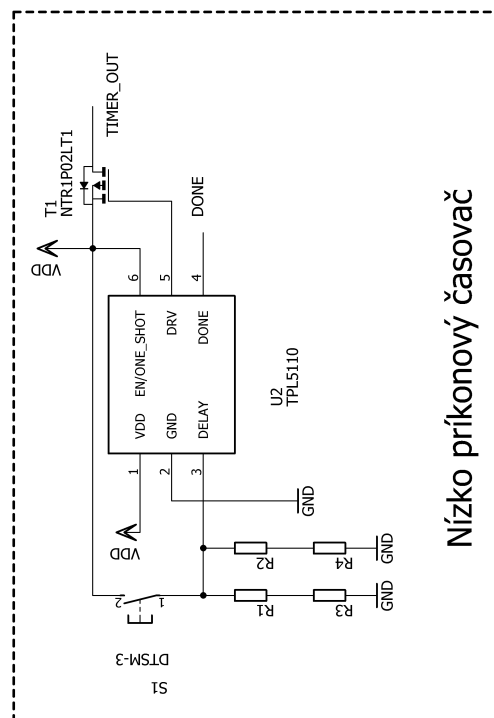 TIMER_OUT
T1
NTR1P02LT1
VDD
DONE
6
5
4
EN/ONE_SHOT
DRV
DONE
VDD
GND
DELAY
U2
TPL5110
1
2
3
VDD
GND
2
1
R2
R4
GND
R1
R3
GND
DTSM-3
S1
Nízko príkonový časovač